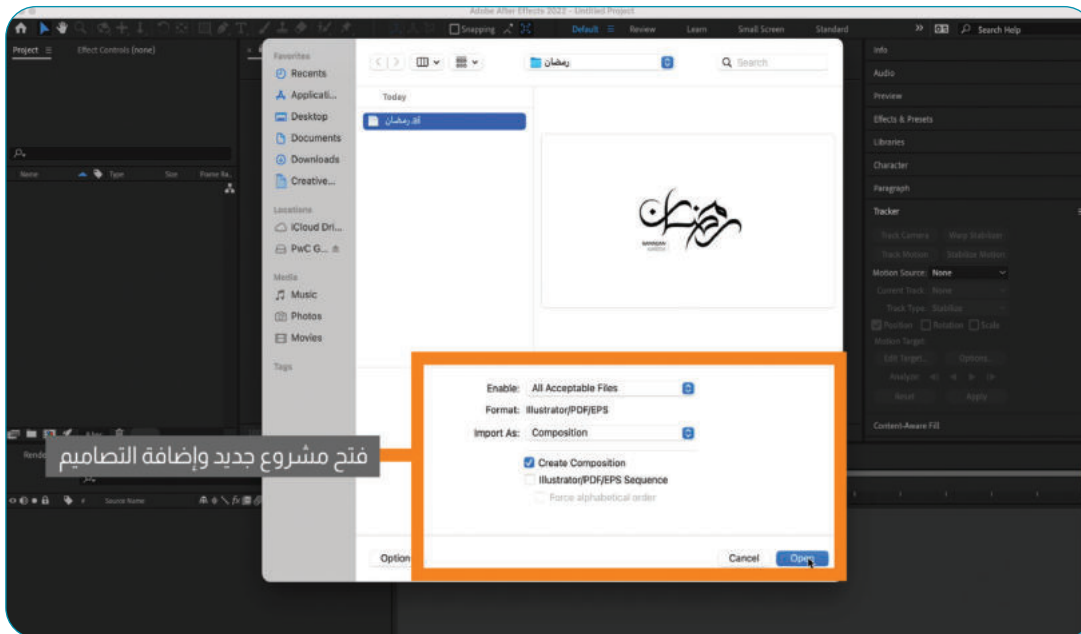 Adobe After Effects 2022 - Untitled Project
Snapping
Default
Review
Learn
Small Screen
Standard
Search Help
Project
Effect Controls (none)
Name
Type
Size
Frame Ra..
Source Name
Favorites
Recents
Applicati...
Desktop
Documents
Downloads
Creative...
Locations
iCloud Dri...
PwC G...
Media
Music
Photos
Movies
Tags
رمضان
Search
Today
رمضان.ai
رمضان
Enable: All Acceptable Files
Format: Illustrator/PDF/EPS
Import As: Composition
Create Composition
Illustrator/PDF/EPS Sequence
Force alphabetical order
Option
Cancel
Open
فتح مشروع جديد وإضافة التصاميم
Info
Audio
Preview
Effects & Presets
Libraries
Character
Paragraph
Tracker
Track Camera
Warp Stabilizer
Track Motion
Stabilize Motion
Motion Source: None
Current Track: None
Track Type: Stabilize
Position
Rotation
Scale
Motion Target:
Edit Target...
Options...
Analyze:
Reset
Apply
Content-Aware Fill